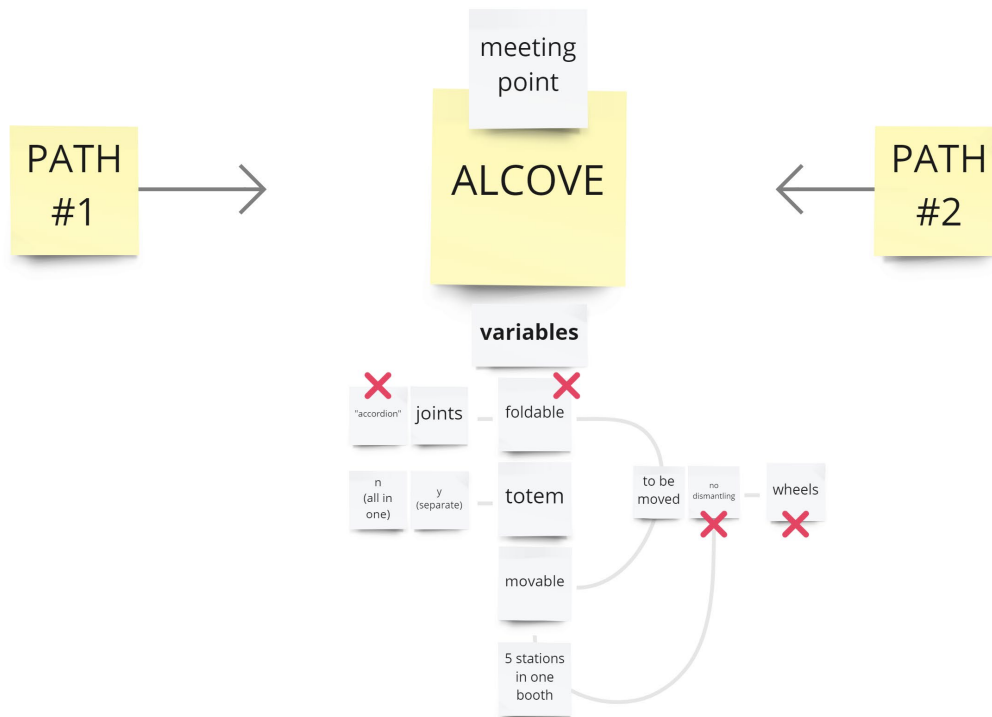 meeting
point
PATH
#1
ALCOVE
PATH
#2
variables
"accordion"
joints
foldable
n
(all in
one)
y
(separate)
totem
to be
moved
no
dismantling
wheels
movable
5 stations
in one
booth